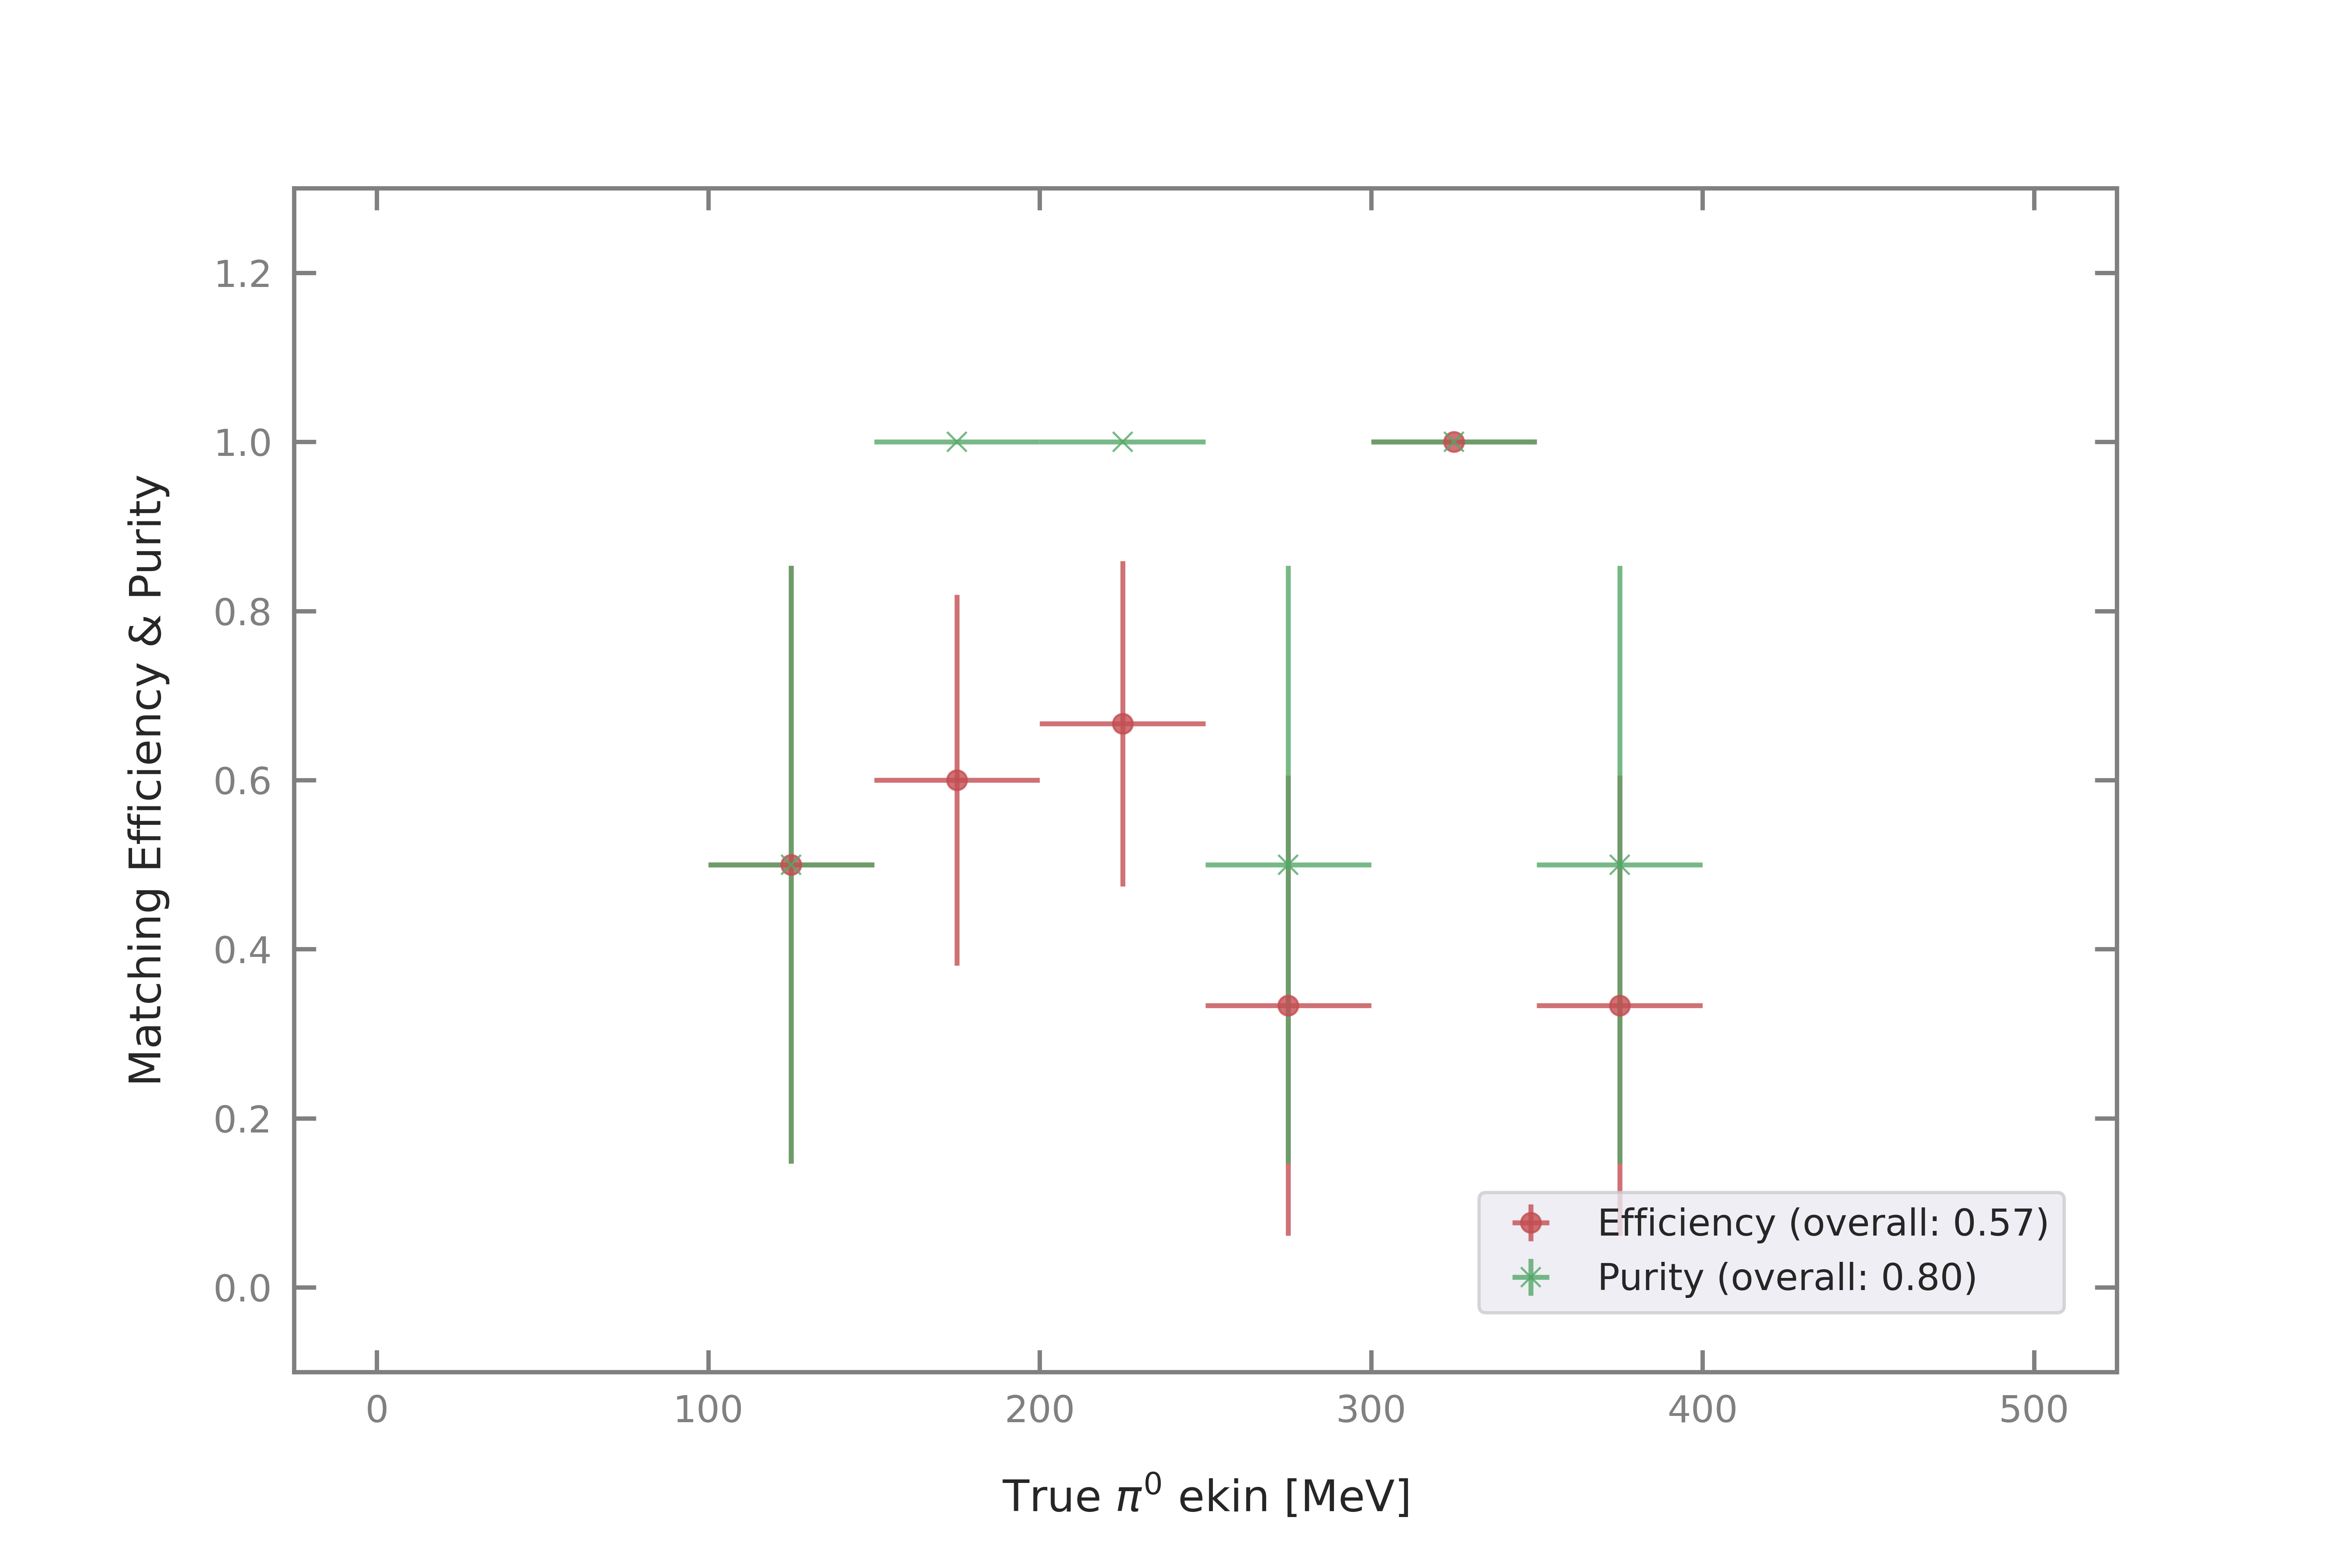 1.2
1.0
0.8
0.6
0.4
0.2
0.0
Matching Efficiency & Purity
Efficiency (overall: 0.57)
Purity (overall: 0.80)
0 100 200 300 400 500
True π⁰ ekin [MeV]